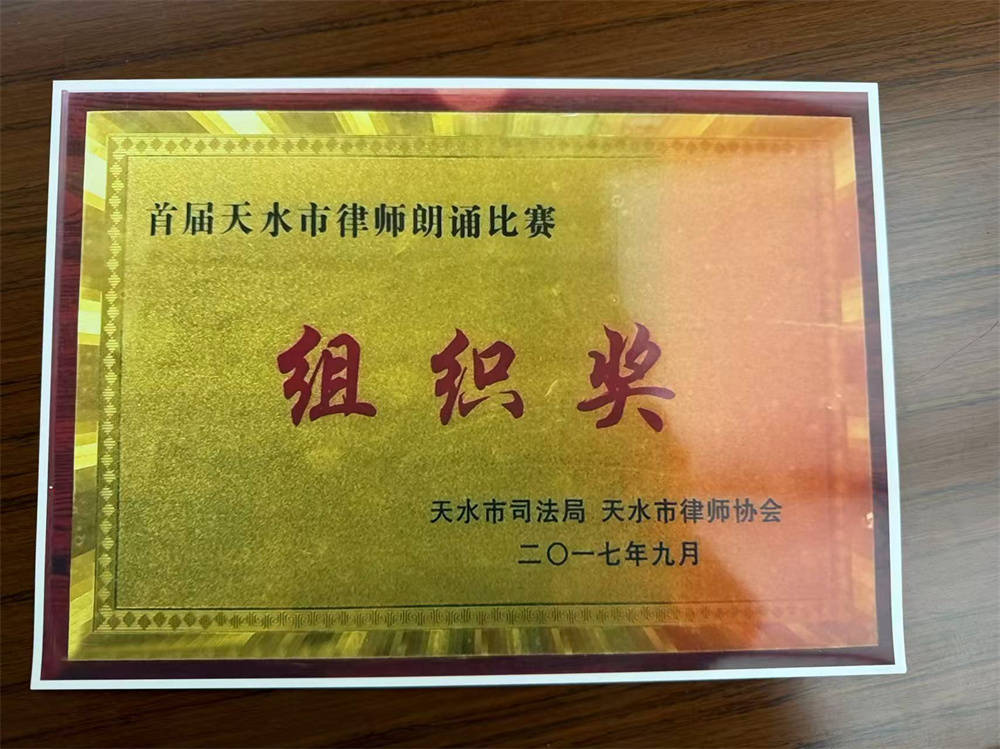 首届天水市律师朗诵比赛
组织奖
天水市司法局 天水市律师协会
二〇一七年九月